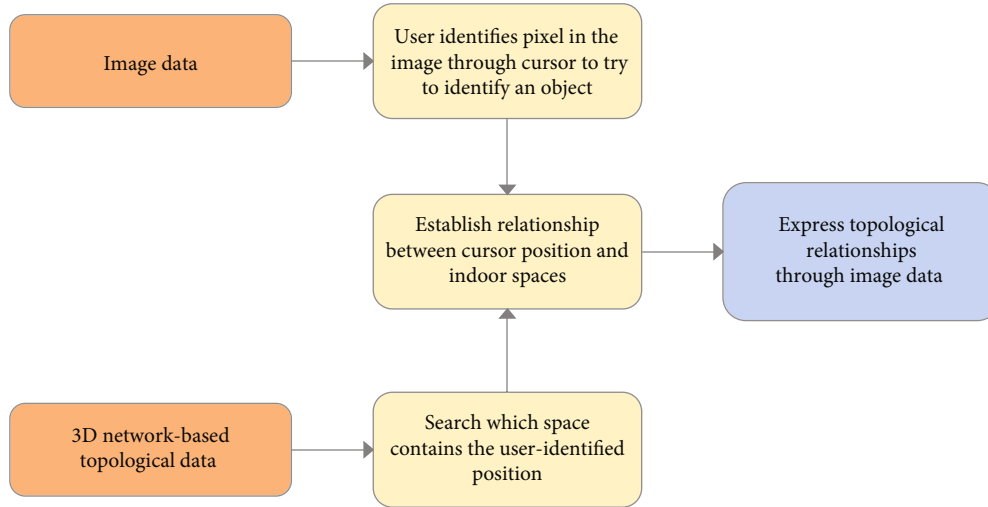 Image data
User identifies pixel in the
image through cursor to try
to identify an object
Establish relationship
between cursor position and
indoor spaces
Express topological
relationships
through image data
3D network-based
topological data
Search which space
contains the user-identified
position